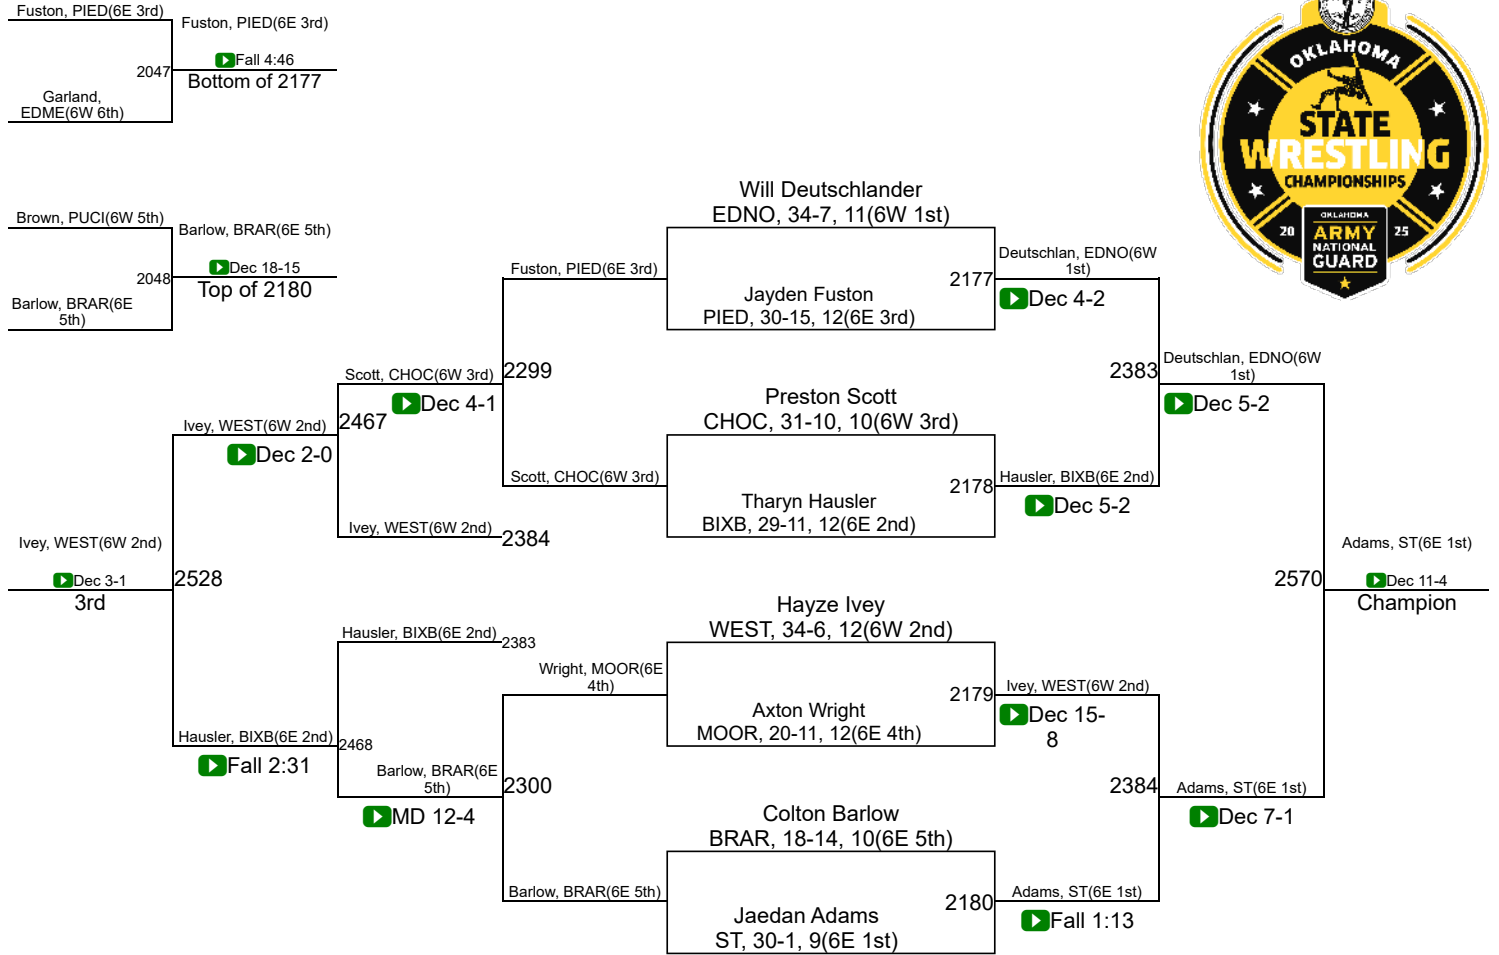 Fuston, PIED(6E 3rd)
Fuston, PIED(6E 3rd)
2047
Fall 4:46
Bottom of 2177
Garland,
EDME(6W 6th)
Brown, PUCI(6W 5th)
Barlow, BRAR(6E 5th)
2048
Dec 18-15
Top of 2180
Barlow, BRAR(6E
5th)
OKLAHOMA
STATE
WRESTLING
CHAMPIONSHIPS
20
25
OKLAHOMA
ARMY
NATIONAL
GUARD
Will Deutschlander
EDNO, 34-7, 11(6W 1st)
Fuston, PIED(6E 3rd)
2177
Jayden Fuston
PIED, 30-15, 12(6E 3rd)
Deutschlan, EDNO(6W
1st)
Dec 4-2
Scott, CHOC(6W 3rd)
2299
Dec 4-1
2383
Deutschlan, EDNO(6W
1st)
Dec 5-2
Preston Scott
CHOC, 31-10, 10(6W 3rd)
Ivey, WEST(6W 2nd)
2467
Dec 2-0
Scott, CHOC(6W 3rd)
2178
Tharyn Hausler
BIXB, 29-11, 12(6E 2nd)
Hausler, BIXB(6E 2nd)
Dec 5-2
Ivey, WEST(6W 2nd)
2384
Ivey, WEST(6W 2nd)
Dec 3-1
3rd
2528
2570
Adams, ST(6E 1st)
Dec 11-4
Champion
Hayze Ivey
WEST, 34-6, 12(6W 2nd)
Hausler, BIXB(6E 2nd)
2383
Wright, MOOR(6E
4th)
2179
Axton Wright
MOOR, 20-11, 12(6E 4th)
Ivey, WEST(6W 2nd)
Dec 15-
8
Hausler, BIXB(6E 2nd)
2468
Fall 2:31
Barlow, BRAR(6E
5th)
2300
MD 12-4
2384
Adams, ST(6E 1st)
Dec 7-1
Colton Barlow
BRAR, 18-14, 10(6E 5th)
Barlow, BRAR(6E 5th)
2180
Jaedan Adams
ST, 30-1, 9(6E 1st)
Adams, ST(6E 1st)
Fall 1:13